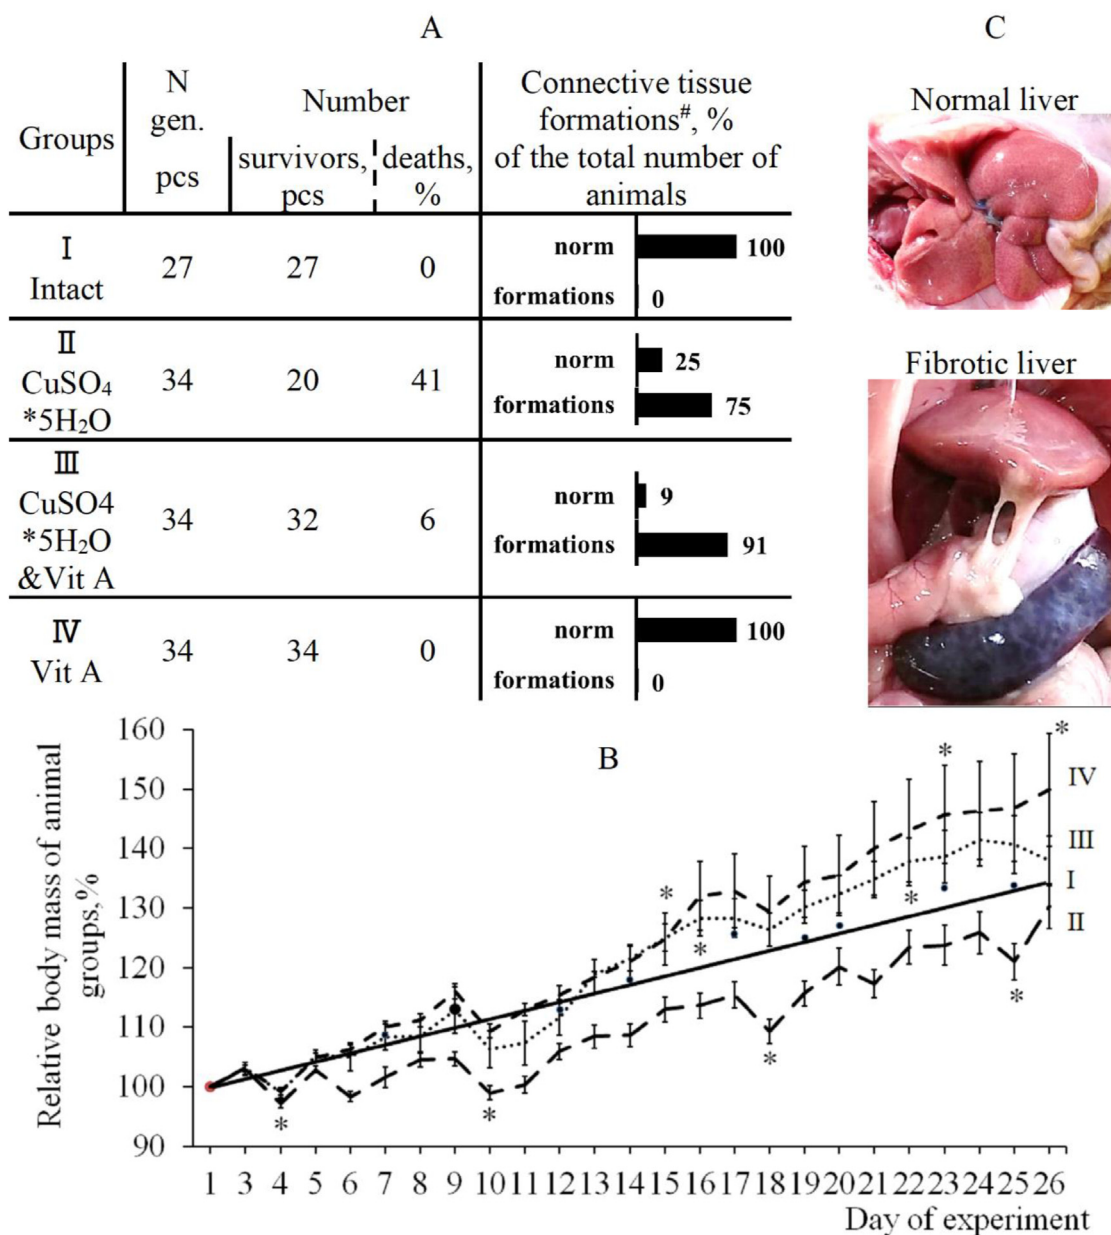 A
C
Groups
N
gen.
pcs
Number
survivors,
pcs
deaths,
%
Connective tissue
formations#, %
of the total number of
animals
I
Intact
27
27
0
norm 100
formations 0
II
CuSO₄
*5H₂O
34
20
41
norm 25
formations 75
III
CuSO4
*5H₂O
&Vit A
34
32
6
norm 9
formations 91
IV
Vit A
34
34
0
norm 100
formations 0
Normal liver
Fibrotic liver
B
Relative body mass of animal
groups,%
160
150
140
130
120
110
100
90
* * * * * * * * *
IV
III
I
II
1 3 4 5 6 7 8 9 10 11 12 13 14 15 16 17 18 19 20 21 22 23 24 25 26
Day of experiment